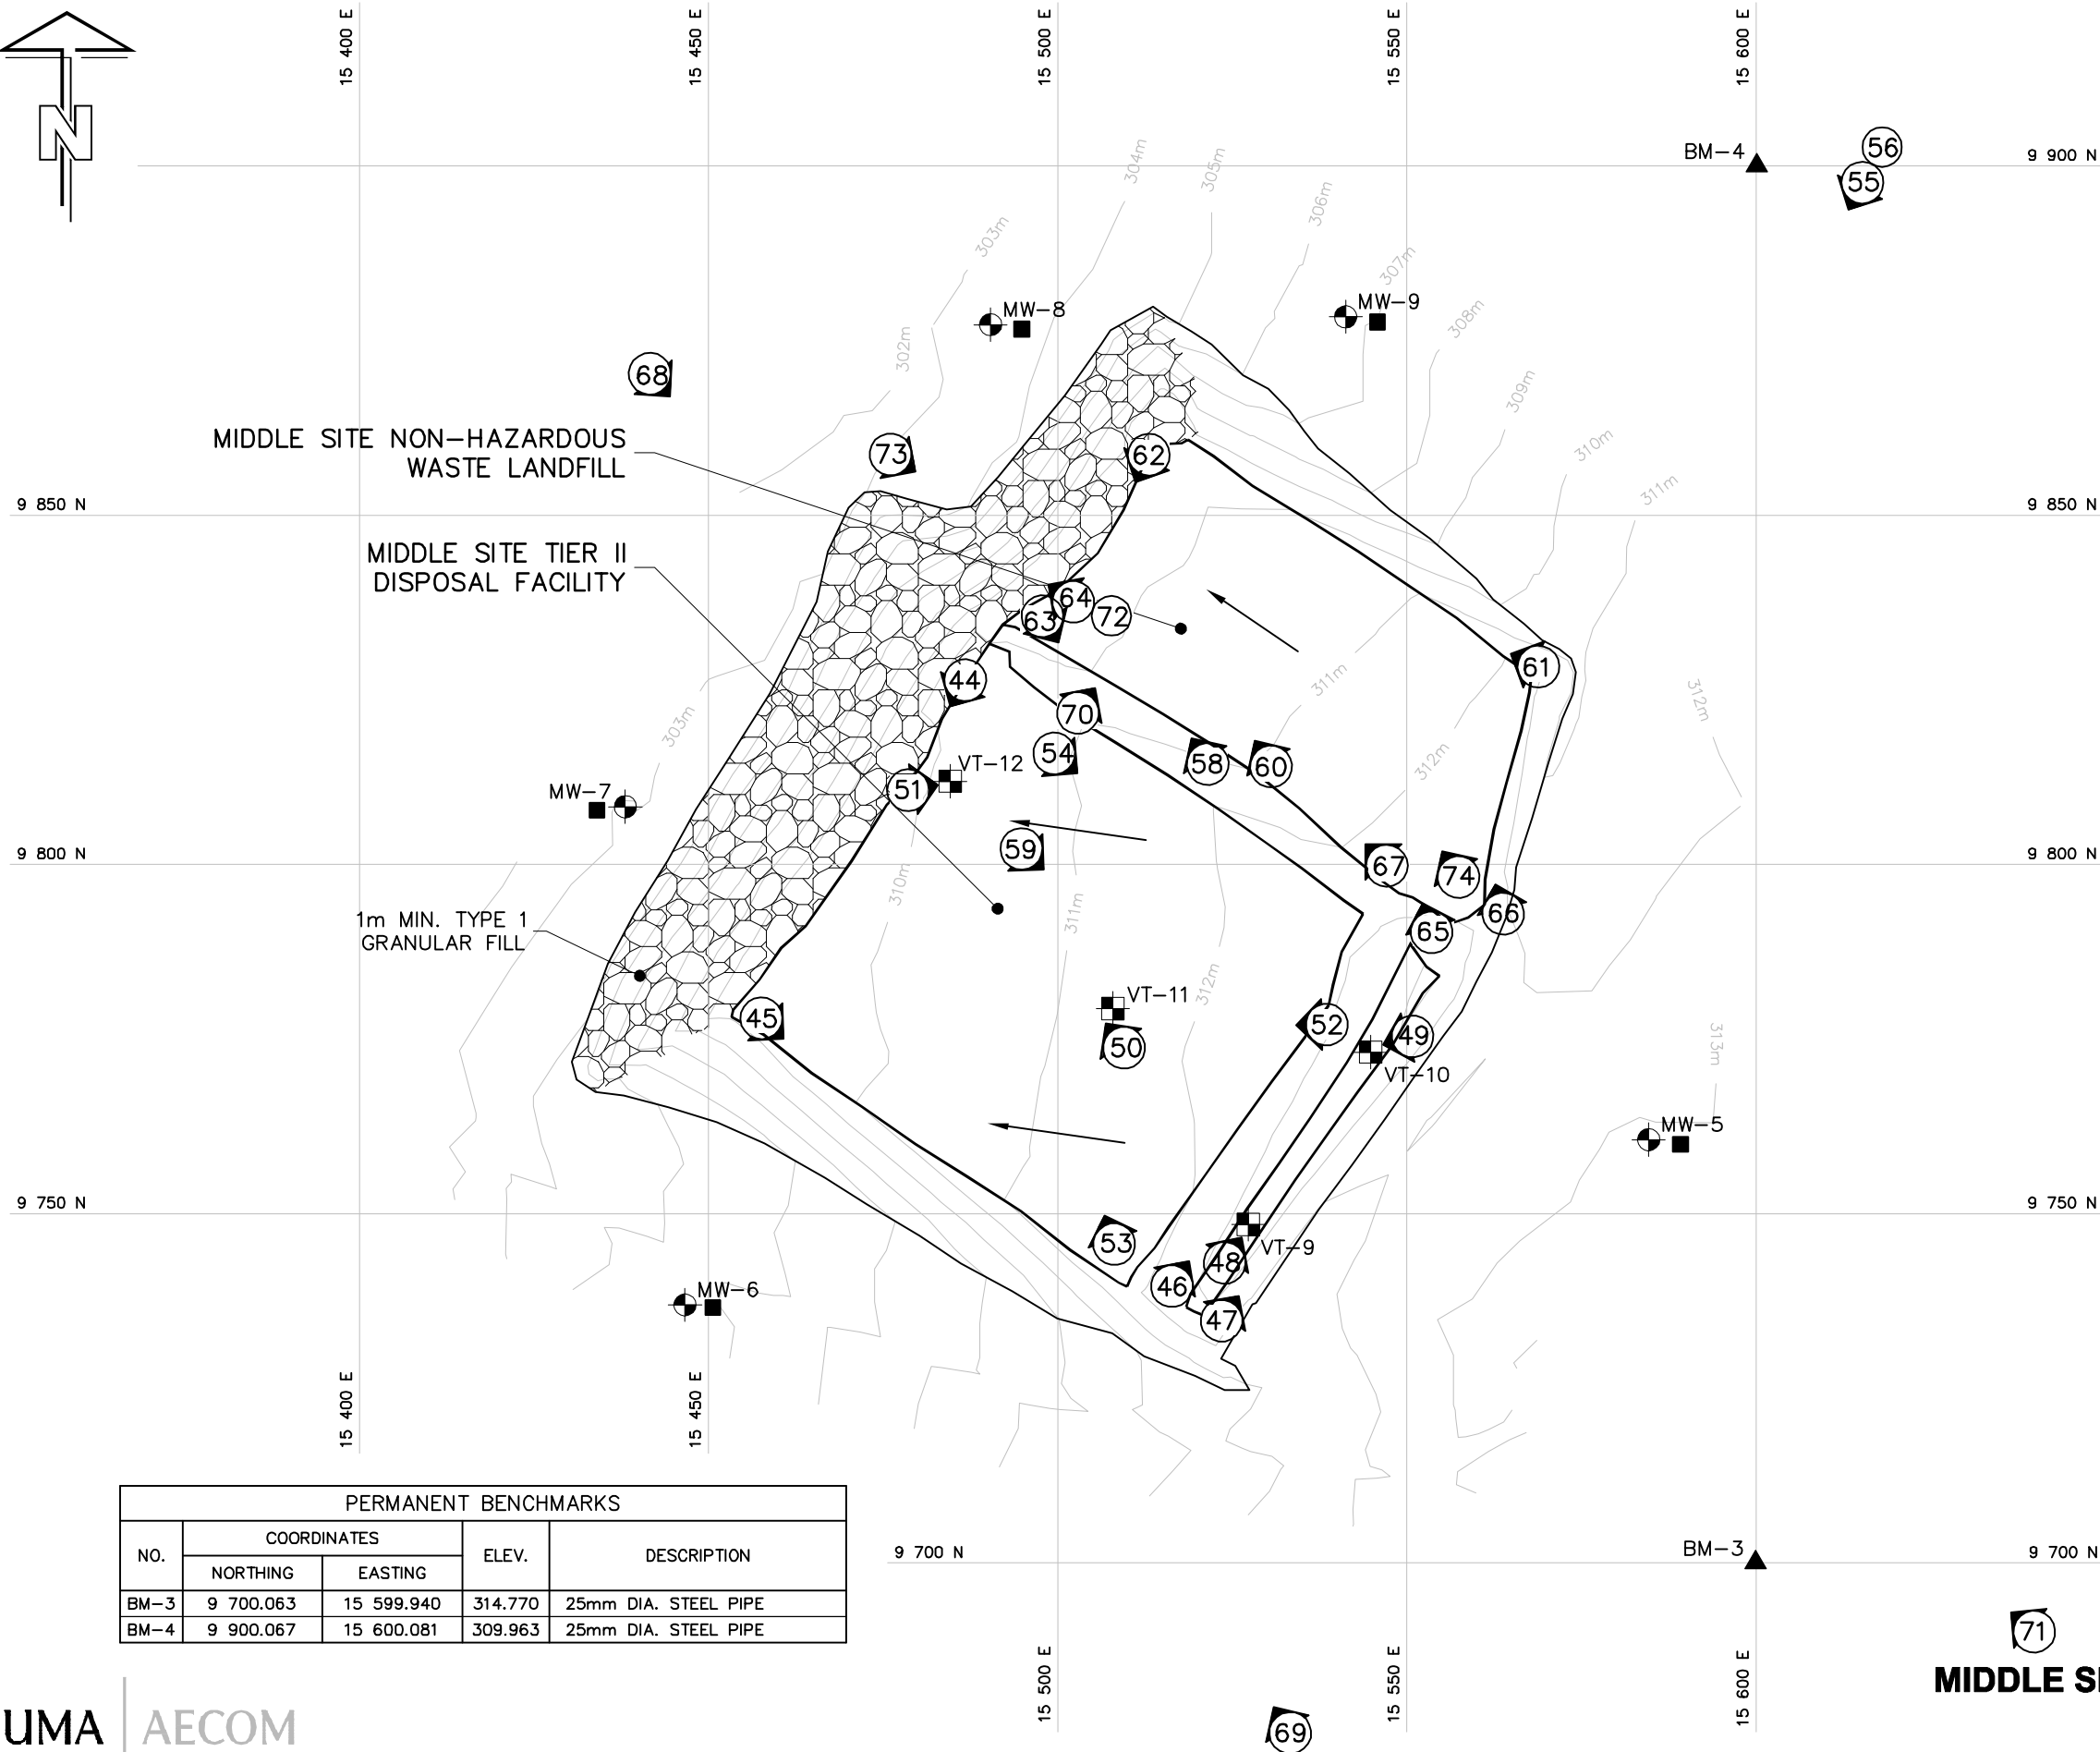 15 400 E
15 450 E
15 500 E
15 550 E
15 600 E
N
BM-4
9 900 N
56
55
304m
305m
306m
303m
307m
MW-8
MW-9
308m
302m
68
309m
MIDDLE SITE NON-HAZARDOUS
WASTE LANDFILL
73
62
310m
311m
9 850 N
9 850 N
MIDDLE SITE TIER II
DISPOSAL FACILITY
64
63
72
61
44
311m
312m
303m
70
54
58
60
312m
VT-12
51
MW-7
59
9 800 N
9 800 N
67
74
310m
311m
66
65
1m MIN. TYPE 1
GRANULAR FILL
312m
VT-11
45
52
49
50
313m
VT-10
MW-5
9 750 N
9 750 N
53
VT-9
48
46
MW-6
47
15 400 E
15 450 E
PERMANENT BENCHMARKS
NO.
COORDINATES
ELEV.
DESCRIPTION
NORTHING
EASTING
BM-3 9 700.063 15 599.940 314.770 25mm DIA. STEEL PIPE
BM-4 9 900.067 15 600.081 309.963 25mm DIA. STEEL PIPE
9 700 N
BM-3
9 700 N
71
MIDDLE S
15 500 E
15 550 E
15 600 E
69
UMA AECOM